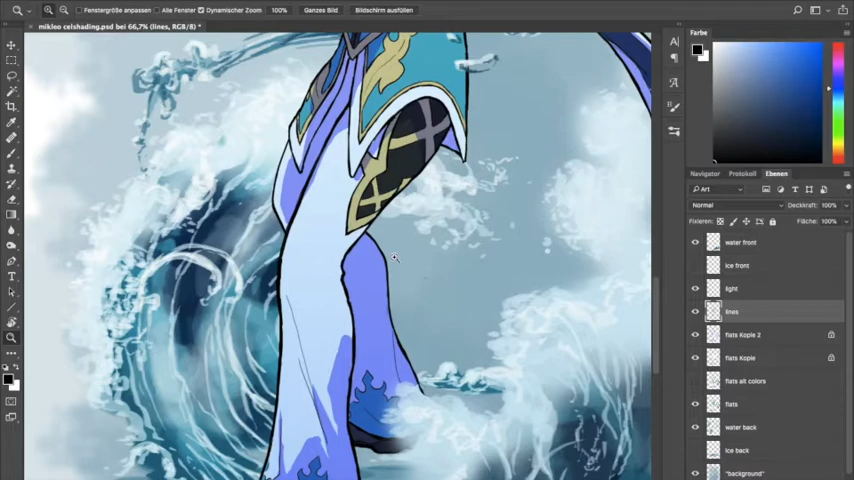 Fenstergröße anpassen Alle Fenster Dynamischer Zoom 100% Ganzes Bild Bildschirm ausfüllen
mikleo celshading.psd bei 66,7% (lines, RGB/8) *
Farbe
Navigator Protokoll Ebenen
Art
Normal Deckkraft: 100%
Fixieren: Fläche: 100%
water front
ice front
light
lines
flats Kopie 2
flats Kopie
flats alt colors
flats
water back
ice back
"background"